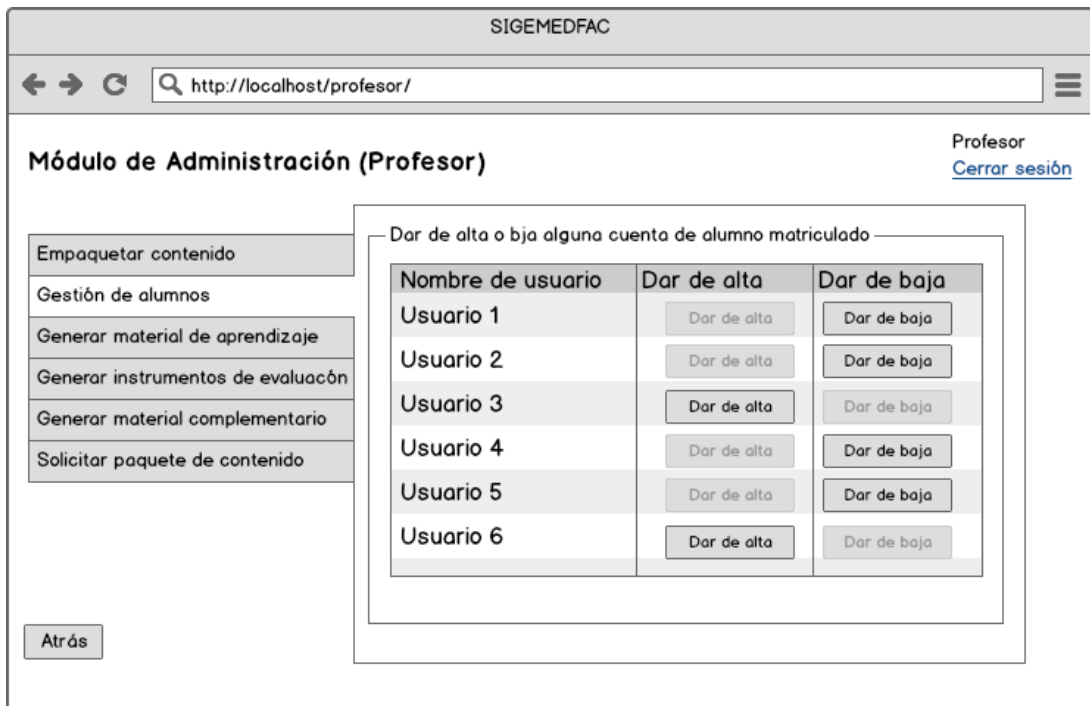 SIGEMEDFAC
http://localhost/profesor/
Módulo de Administración (Profesor)
Profesor
Cerrar sesión
Empaquetar contenido
Gestión de alumnos
Generar material de aprendizaje
Generar instrumentos de evaluacón
Generar material complementario
Solicitar paquete de contenido
Dar de alta o bja alguna cuenta de alumno matriculado
Nombre de usuario Dar de alta Dar de baja
Usuario 1 Dar de alta Dar de baja
Usuario 2 Dar de alta Dar de baja
Usuario 3 Dar de alta Dar de baja
Usuario 4 Dar de alta Dar de baja
Usuario 5 Dar de alta Dar de baja
Usuario 6 Dar de alta Dar de baja
Atrás